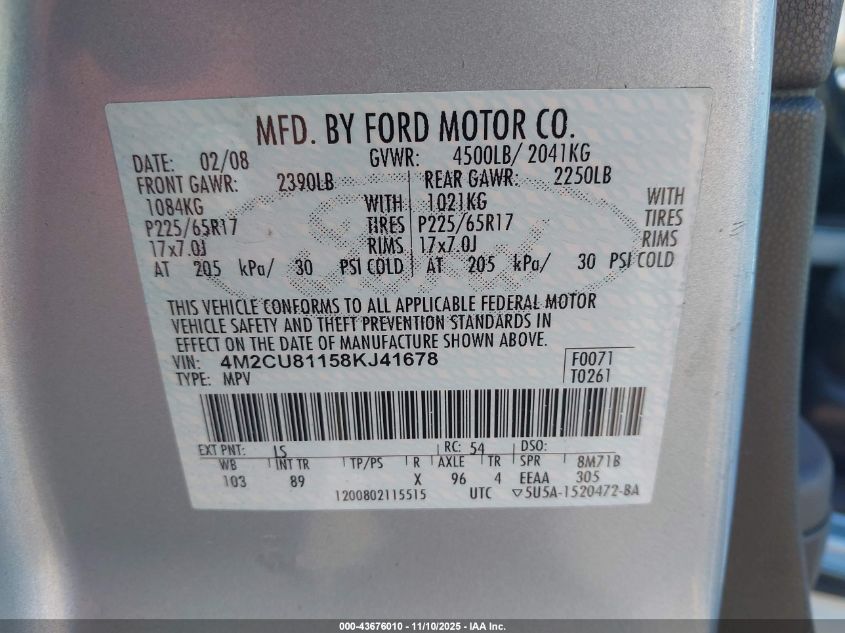 MFD. BY FORD MOTOR CO.
DATE: 02/08 GVWR: 4500LB/ 2041KG
FRONT GAWR: 2390LB REAR GAWR: 2250LB
1084KG WITH 1021KG WITH
P225/65R17 TIRES P225/65R17 TIRES
17x7.0J RIMS 17x7.0J RIMS
AT 205 kPa/ 30 PSI COLD AT 205 kPa/ 30 PSI COLD
THIS VEHICLE CONFORMS TO ALL APPLICABLE FEDERAL MOTOR
VEHICLE SAFETY AND THEFT PREVENTION STANDARDS IN
EFFECT ON THE DATE OF MANUFACTURE SHOWN ABOVE.
VIN: 4M2CU81158KJ41678 F0071
TYPE: MPV T0261
EXT PNT: LS RC: 54 DSO:
WB INT TR TP/PS R AXLE TR SPR 8M71B
103 89 X 96 4 EEAA 305
1200802115515 UTC ▽5U5A-1520472-BA
000-43676010 - 11/10/2025 - IAA Inc.